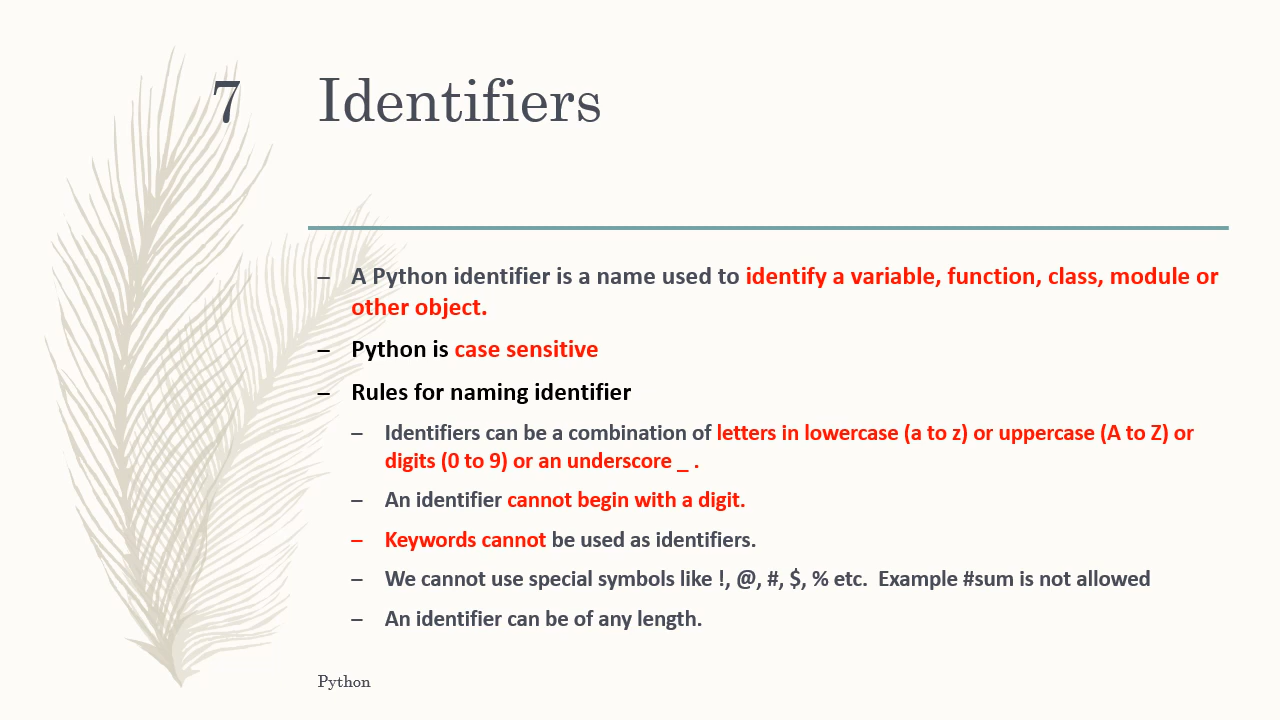 7 Identifiers
– A Python identifier is a name used to identify a variable, function, class, module or
other object.
– Python is case sensitive
– Rules for naming identifier
– Identifiers can be a combination of letters in lowercase (a to z) or uppercase (A to Z) or
digits (0 to 9) or an underscore _ .
– An identifier cannot begin with a digit.
– Keywords cannot be used as identifiers.
– We cannot use special symbols like !, @, #, $, % etc.  Example #sum is not allowed
– An identifier can be of any length.
Python